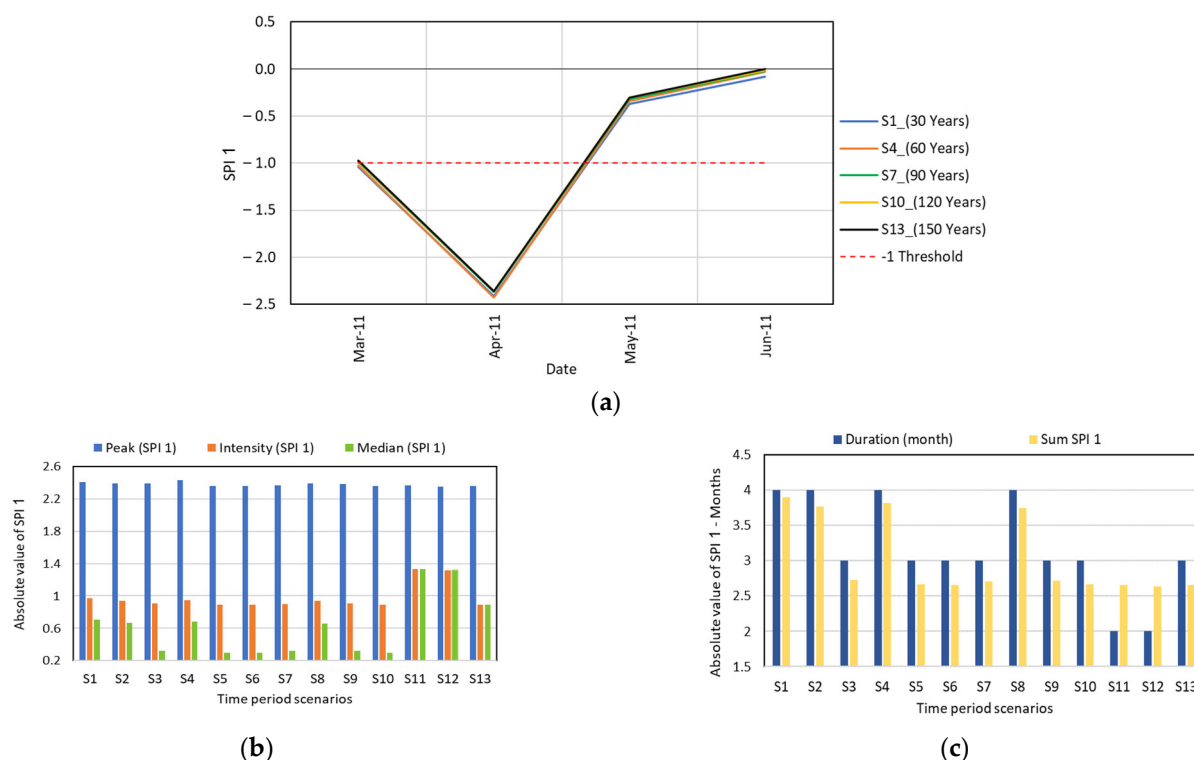 0.5
0.0
– 0.5
– 1.0
– 1.5
– 2.0
– 2.5
SPI 1
Mar-11
Apr-11
May-11
Jun-11
Date
S1_(30 Years)
S4_(60 Years)
S7_(90 Years)
S10_(120 Years)
S13_(150 Years)
-1 Threshold
(a)
Peak (SPI 1) Intensity (SPI 1) Median (SPI 1)
2.6
2.2
1.8
1.4
1
0.6
0.2
Absolute value of SPI 1
S1 S2 S3 S4 S5 S6 S7 S8 S9 S10 S11 S12 S13
Time period scenarios
(b)
Duration (month) Sum SPI 1
4.5
4
3.5
3
2.5
2
1.5
Absolute value of SPI 1 - Months
S1 S2 S3 S4 S5 S6 S7 S8 S9 S10 S11 S12 S13
Time period scenarios
(c)